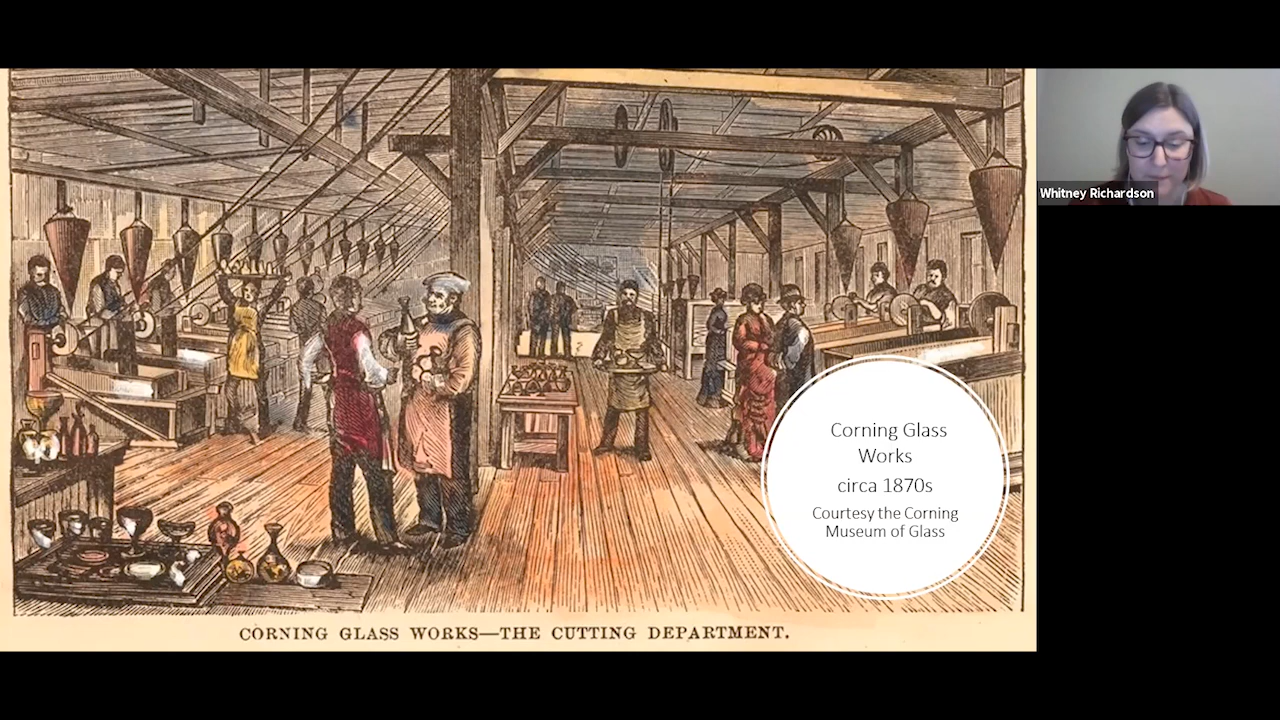 Whitney Richardson
Corning Glass
Works
circa 1870s
Courtesy the Corning
Museum of Glass
CORNING GLASS WORKS—THE CUTTING DEPARTMENT.